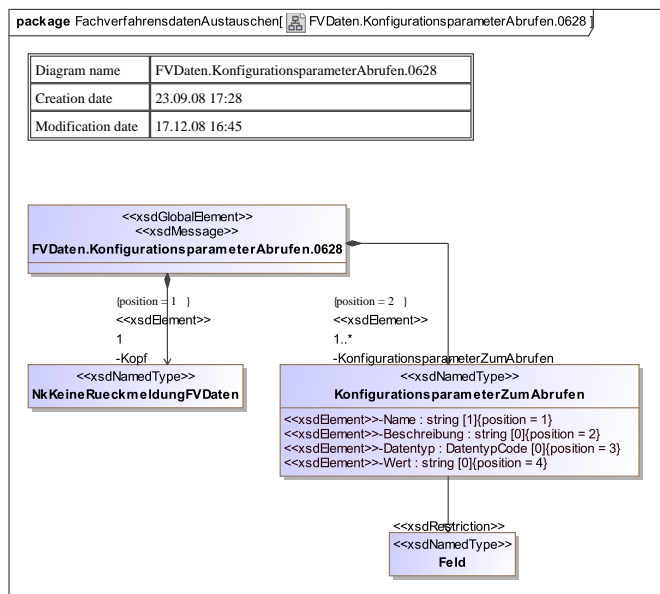 package FachverfahrensdatenAustauschen[ FVDaten.KonfigurationsparameterAbrufen.0628 ]
Diagram name FVDaten.KonfigurationsparameterAbrufen.0628
Creation date 23.09.08 17:28
Modification date 17.12.08 16:45
<<xsdGlobalElement>>
<<xsdMessage>>
FVDaten.KonfigurationsparameterAbrufen.0628
{position = 1 }
<<xsdElement>>
1
-Kopf
{position = 2 }
<<xsdElement>>
1..*
-KonfigurationsparameterZumAbrufen
<<xsdNamedType>>
NkKeineRueckmeldungFVDaten
<<xsdNamedType>>
KonfigurationsparameterZumAbrufen
<<xsdElement>>-Name : string [1]{position = 1}
<<xsdElement>>-Beschreibung : string [0]{position = 2}
<<xsdElement>>-Datentyp : DatentypCode [0]{position = 3}
<<xsdElement>>-Wert : string [0]{position = 4}
<<xsdRestriction>>
<<xsdNamedType>>
Feld